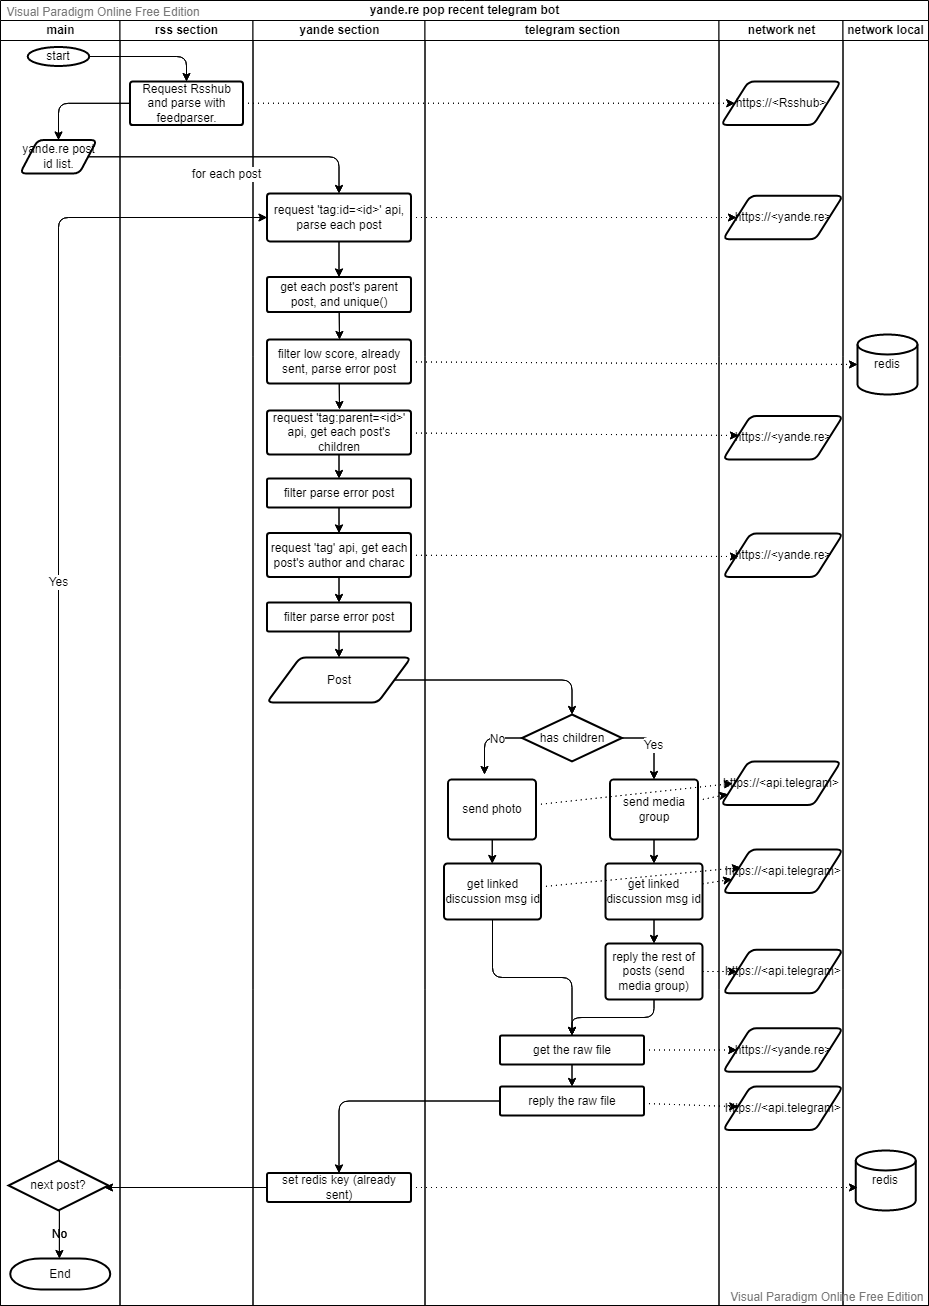 Visual Paradigm Online Free Edition
yande.re pop recent telegram bot
main
rss section
yande section
telegram section
network net
network local
start
Request Rsshub
and parse with
feedparser.
https://<Rsshub>
yande.re post
id list.
for each post
request 'tag:id=<id>' api,
parse each post
https://<yande.re>
get each post's parent
post, and unique()
filter low score, already
sent, parse error post
redis
request 'tag:parent=<id>'
api, get each post's
children
https://<yande.re>
filter parse error post
request 'tag' api, get each
post's author and charac
https://<yande.re>
Yes
filter parse error post
Post
has children
No
Yes
send photo
send media
group
https://<api.telegram>
get linked
discussion msg id
get linked
discussion msg id
https://<api.telegram>
reply the rest of
posts (send
media group)
https://<api.telegram>
get the raw file
https://<yande.re>
reply the raw file
https://<api.telegram>
set redis key (already
sent)
redis
next post?
No
End
Visual Paradigm Online Free Edition